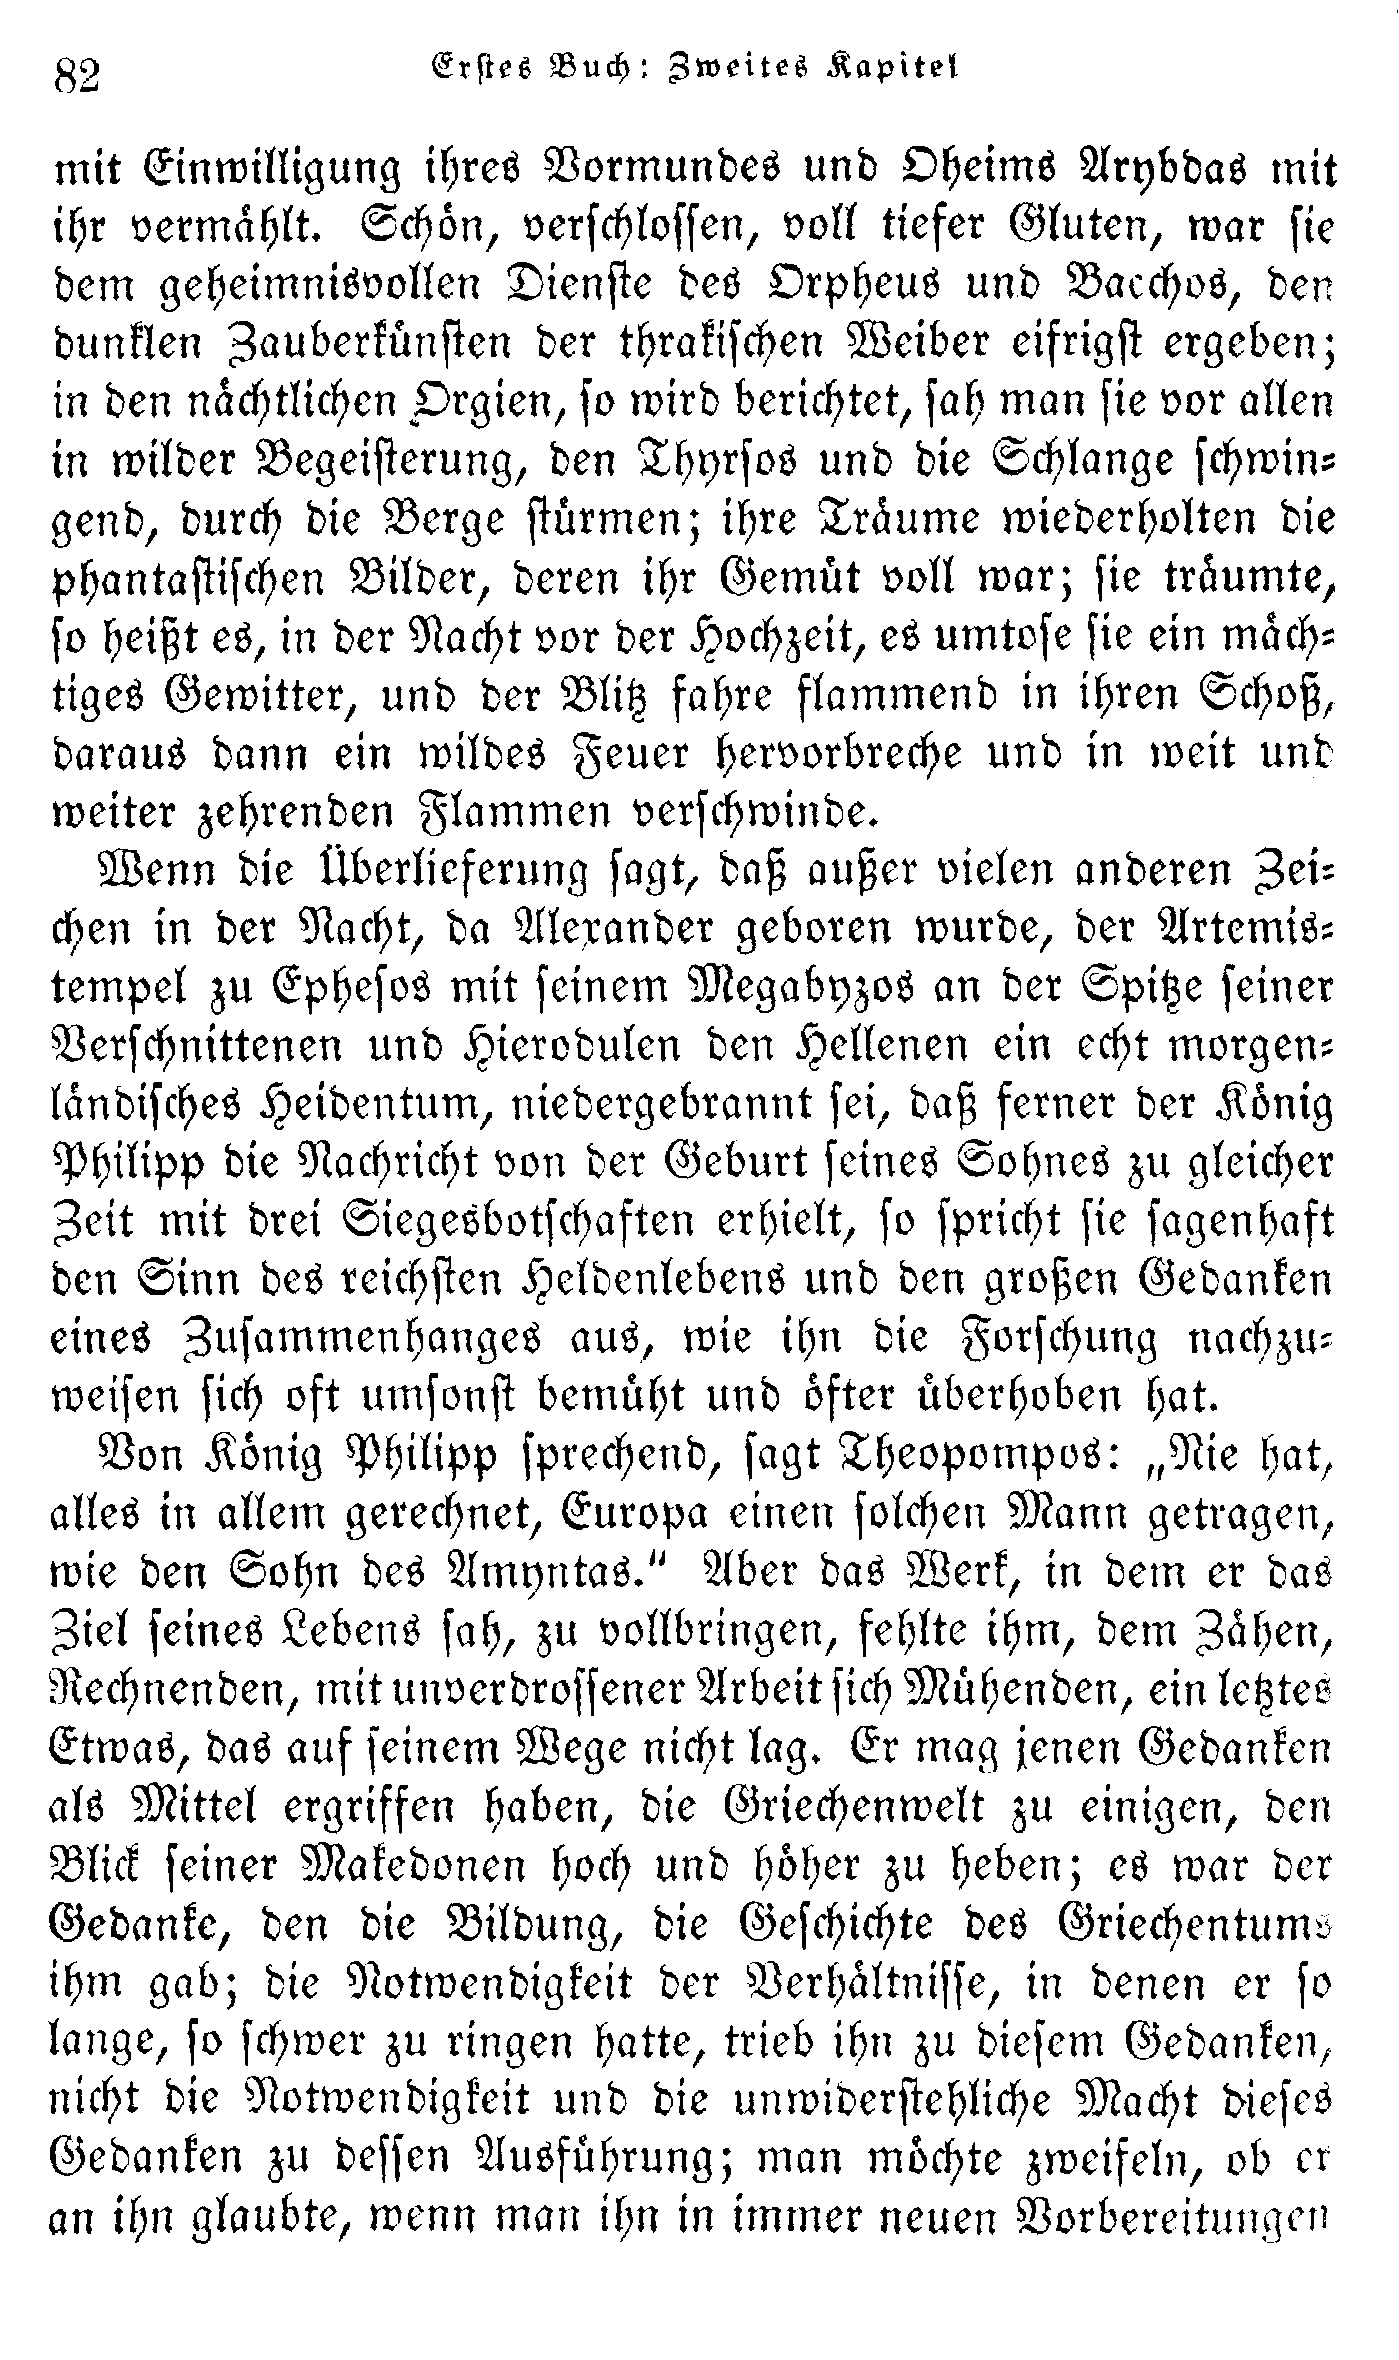 82
Erstes Buch: Zweites Kapitel
mit Einwilligung ihres Vormundes und Oheims Arybdas mit
ihr vermählt. Schön, verschlossen, voll tiefer Gluten, war sie
dem geheimnisvollen Dienste des Orpheus und Bacchos, den
dunklen Zauberkünsten der thrakischen Weiber eifrigst ergeben;
in den nächtlichen Orgien, so wird berichtet, sah man sie vor allen
in wilder Begeisterung, den Thyrsos und die Schlange schwin-
gend, durch die Berge stürmen; ihre Träume wiederholten die
phantastischen Bilder, deren ihr Gemüt voll war; sie träumte,
so heißt es, in der Nacht vor der Hochzeit, es umtose sie ein mäch-
tiges Gewitter, und der Blitz fahre flammend in ihren Schoß,
daraus dann ein wildes Feuer hervorbreche und in weit und
weiter zehrenden Flammen verschwinde.
Wenn die Überlieferung sagt, daß außer vielen anderen Zei-
chen in der Nacht, da Alexander geboren wurde, der Artemis-
tempel zu Ephesos mit seinem Megabyzos an der Spitze seiner
Verschnittenen und Hierodulen den Hellenen ein echt morgen-
ländisches Heidentum, niedergebrannt sei, daß ferner der König
Philipp die Nachricht von der Geburt seines Sohnes zu gleicher
Zeit mit drei Siegesbotschaften erhielt, so spricht sie sagenhaft
den Sinn des reichsten Heldenlebens und den großen Gedanken
eines Zusammenhanges aus, wie ihn die Forschung nachzu-
weisen sich oft umsonst bemüht und öfter überhoben hat.
Von König Philipp sprechend, sagt Theopompos: „Nie hat,
alles in allem gerechnet, Europa einen solchen Mann getragen,
wie den Sohn des Amyntas.“ Aber das Werk, in dem er das
Ziel seines Lebens sah, zu vollbringen, fehlte ihm, dem Zähen,
Rechnenden, mit unverdrossener Arbeit sich Mühenden, ein letztes
Etwas, das auf seinem Wege nicht lag. Er mag jenen Gedanken
als Mittel ergriffen haben, die Griechenwelt zu einigen, den
Blick seiner Makedonen hoch und höher zu heben; es war der
Gedanke, den die Bildung, die Geschichte des Griechentums
ihm gab; die Notwendigkeit der Verhältnisse, in denen er so
lange, so schwer zu ringen hatte, trieb ihn zu diesem Gedanken,
nicht die Notwendigkeit und die unwiderstehliche Macht dieses
Gedanken zu dessen Ausführung; man möchte zweifeln, ob er
an ihn glaubte, wenn man ihn in immer neuen Vorbereitungen